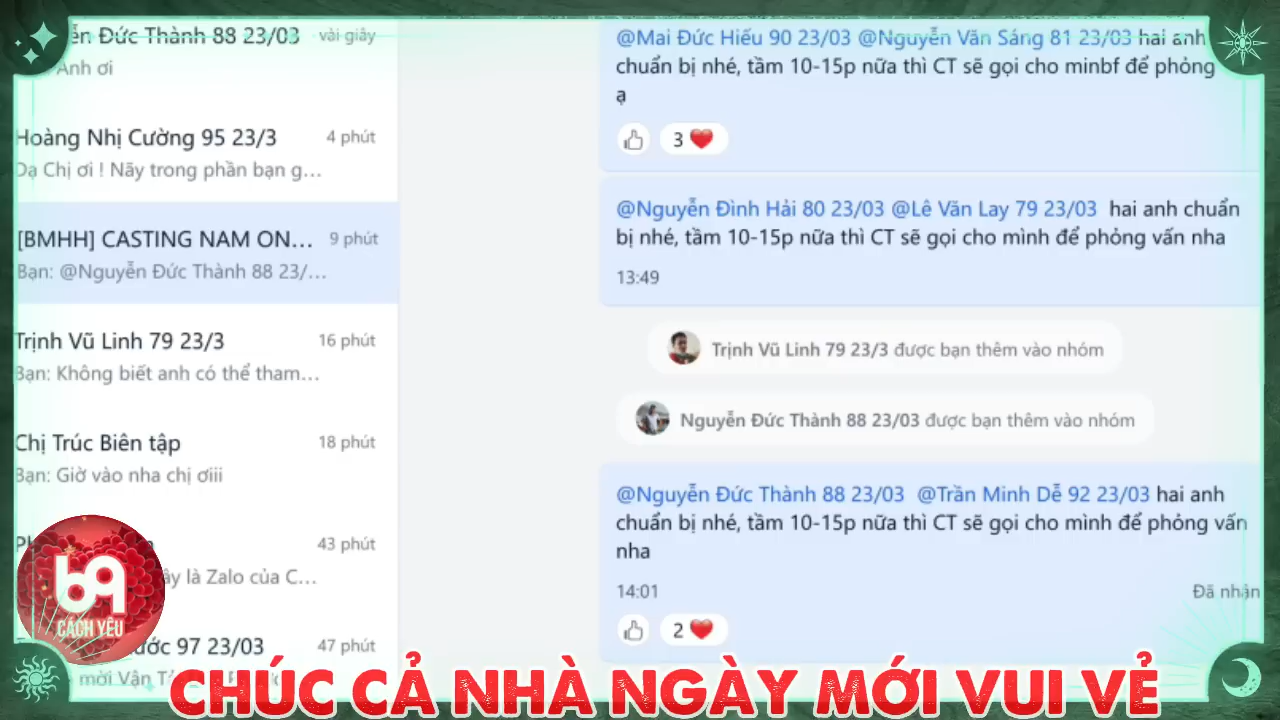 ễn Đức Thành 88 23/03 vài giây
Anh ơi
Hoàng Nhị Cường 95 23/3 4 phút
Dạ Chị ơi ! Nãy trong phần bạn g...
[BMHH] CASTING NAM ON... 9 phút
Bạn: @Nguyễn Đức Thành 88 23/...
Trịnh Vũ Linh 79 23/3 16 phút
Bạn: Không biết anh có thể tham...
Chị Trúc Biên tập 18 phút
Bạn: Giờ vào nha chị ơiii
43 phút
ây là Zalo của C...
ước 97 23/03 47 phút
mời Vận
@Mai Đức Hiếu 90 23/03 @Nguyễn Văn Sáng 81 23/03 hai anh
chuẩn bị nhé, tầm 10-15p nữa thì CT sẽ gọi cho minbf để phỏng
ạ
3
@Nguyễn Đình Hải 80 23/03 @Lê Văn Lay 79 23/03 hai anh chuẩn
bị nhé, tầm 10-15p nữa thì CT sẽ gọi cho mình để phỏng vấn nha
13:49
Trịnh Vũ Linh 79 23/3 được bạn thêm vào nhóm
Nguyễn Đức Thành 88 23/03 được bạn thêm vào nhóm
@Nguyễn Đức Thành 88 23/03 @Trần Minh Dễ 92 23/03 hai anh
chuẩn bị nhé, tầm 10-15p nữa thì CT sẽ gọi cho mình để phỏng vấn
nha
14:01 Đã nhận
2
69
CÁCH YÊU
CHÚC CẢ NHÀ NGÀY MỚI VUI VẺ